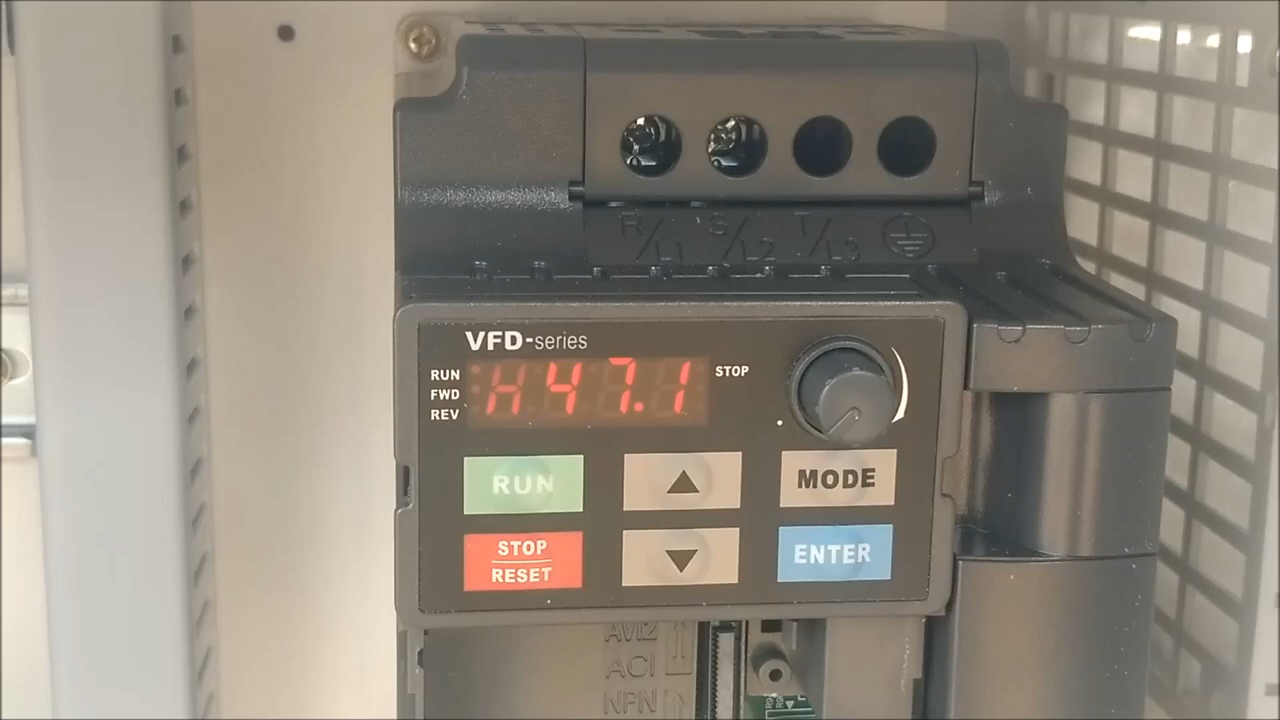 R/L1 S/L2 T/L3
VFD-series
RUN
FWD
REV
H47.1
STOP
RUN
MODE
STOP
RESET
ENTER
AVI2
ACI
NPN